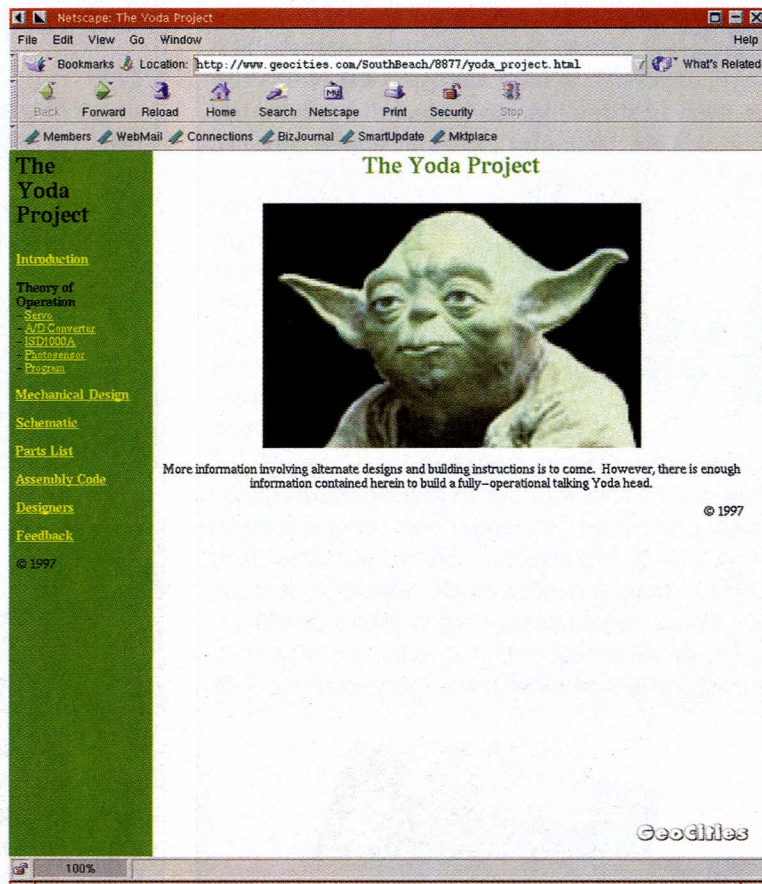 Netscape: The Yoda Project
File Edit View Go Window Help
Bookmarks Location: http://www.geocities.com/SouthBeach/8877/yoda_project.html What's Related
Back Forward Reload Home Search Netscape Print Security Stop
My
Members WebMail Connections BizJournal SmartUpdate Mktplace
The
Yoda
Project
Introduction
Theory of
Operation
- Servo
- A/D Converter
- ISD1000A
- Photosensor
- Program
Mechanical Design
Schematic
Parts List
Assembly Code
Designers
Feedback
© 1997
The Yoda Project
More information involving alternate designs and building instructions is to come. However, there is enough
information contained herein to build a fully-operational talking Yoda head.
© 1997
GeoCities
100%